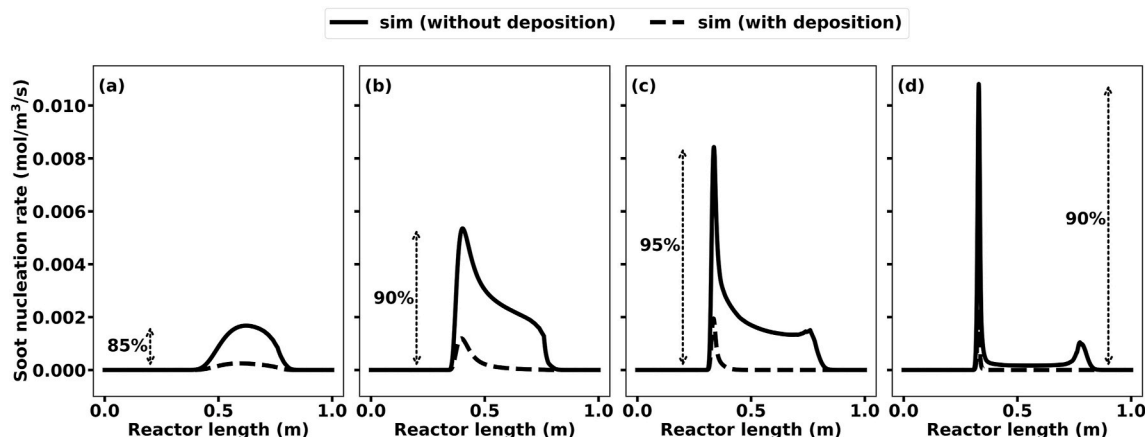 sim (without deposition) sim (with deposition)
(a) (b) (c) (d)
Soot nucleation rate (mol/m³/s)
0.010
0.008
0.006
0.004
0.002
0.000
85% 90% 95% 90%
0.0 0.5 1.0 0.0 0.5 1.0 0.0 0.5 1.0 0.0 0.5 1.0
Reactor length (m) Reactor length (m) Reactor length (m) Reactor length (m)